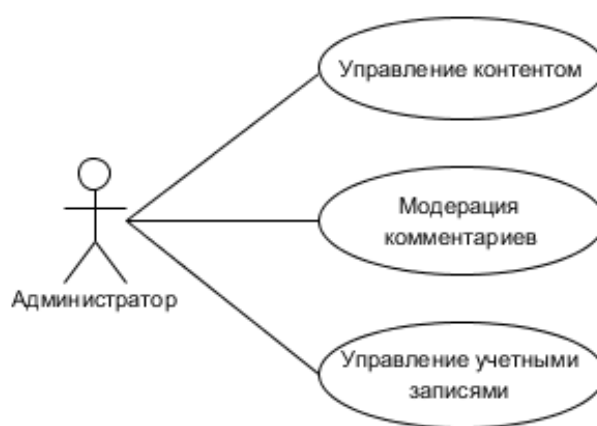 Управление контентом
Модерация
комментариев
Администратор
Управление учетными
записями